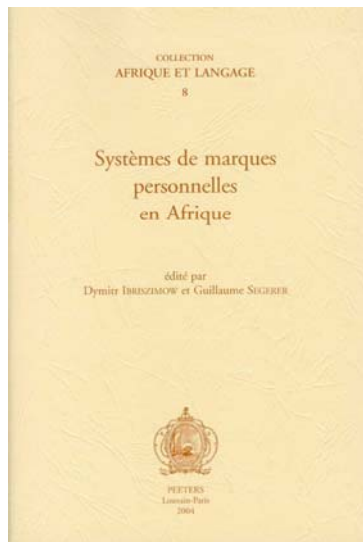 COLLECTION
AFRIQUE ET LANGAGE
8
Systèmes de marques
personnelles
en Afrique
édité par
Dymitr IBRISZIMOW et Guillaume SEGERER
PEETERS
Louvain-Paris
2004